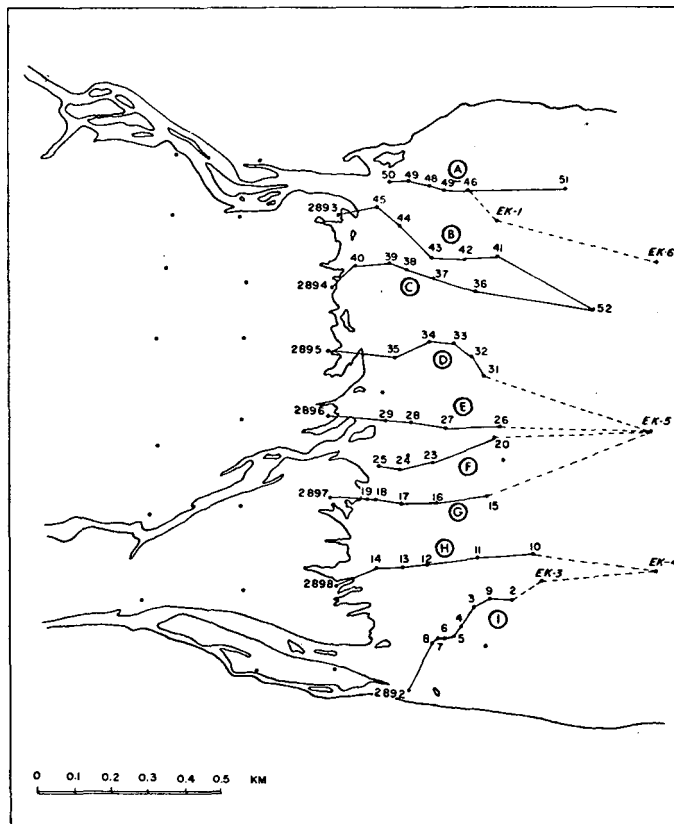 A
50 49 48 49 46 51
2893 45 EK-1
44 B
43 42 41 EK-6
40 39 38 37
2894 C 36
52
34 33
2895 35 D 32
31
E
2896 29 28 27 26 EK-5
20
25 24 23 F
2897 19 18 17 16 15
G
H 11 10
14 13 12 EK-
2898 EK-3
3 9 2
4 I
8 7 6 5
2892
0 0.1 0.2 0.3 0.4 0.5 KM